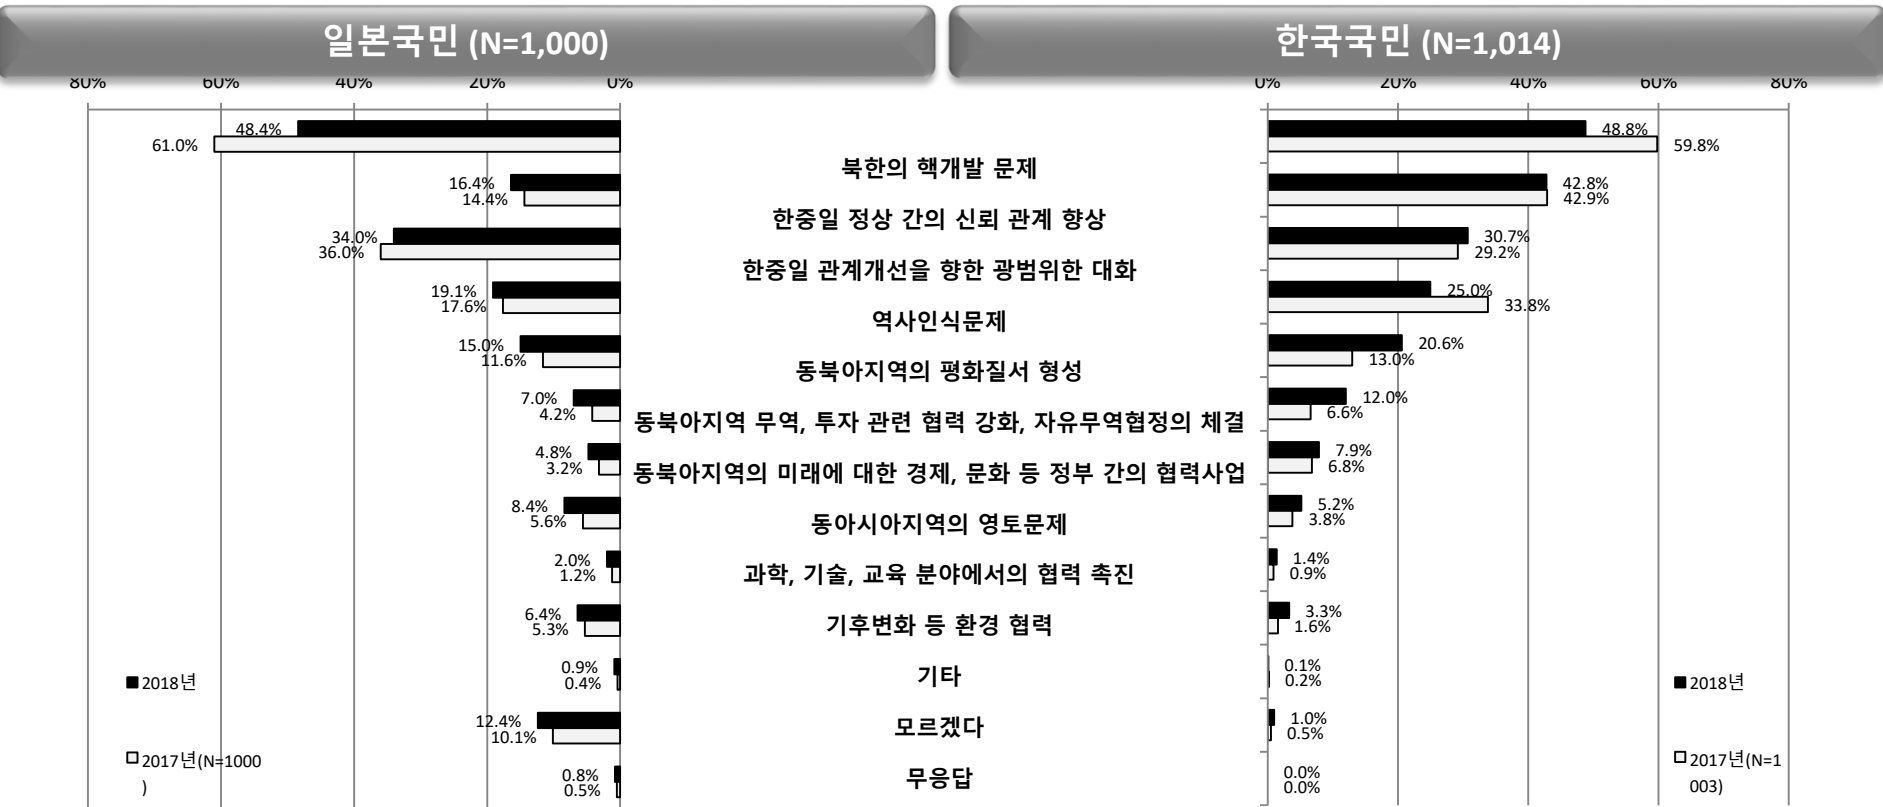 일본국민 (N=1,000)
한국국민 (N=1,014)
80% 60% 40% 20% 0%
0% 20% 40% 60% 80%
48.4%
61.0%
북한의 핵개발 문제
48.8%
59.8%
16.4%
14.4%
한중일 정상 간의 신뢰 관계 향상
42.8%
42.9%
34.0%
36.0%
한중일 관계개선을 향한 광범위한 대화
30.7%
29.2%
19.1%
17.6%
역사인식문제
25.0%
33.8%
15.0%
11.6%
동북아지역의 평화질서 형성
20.6%
13.0%
7.0%
4.2%
동북아지역 무역, 투자 관련 협력 강화, 자유무역협정의 체결
12.0%
6.6%
4.8%
3.2%
동북아지역의 미래에 대한 경제, 문화 등 정부 간의 협력사업
7.9%
6.8%
8.4%
5.6%
동아시아지역의 영토문제
5.2%
3.8%
2.0%
1.2%
과학, 기술, 교육 분야에서의 협력 촉진
1.4%
0.9%
6.4%
5.3%
기후변화 등 환경 협력
3.3%
1.6%
0.9%
0.4%
기타
0.1%
0.2%
12.4%
10.1%
모르겠다
1.0%
0.5%
0.8%
0.5%
무응답
0.0%
0.0%
2018년
2017년(N=1000
)
2018년
2017년(N=1
003)